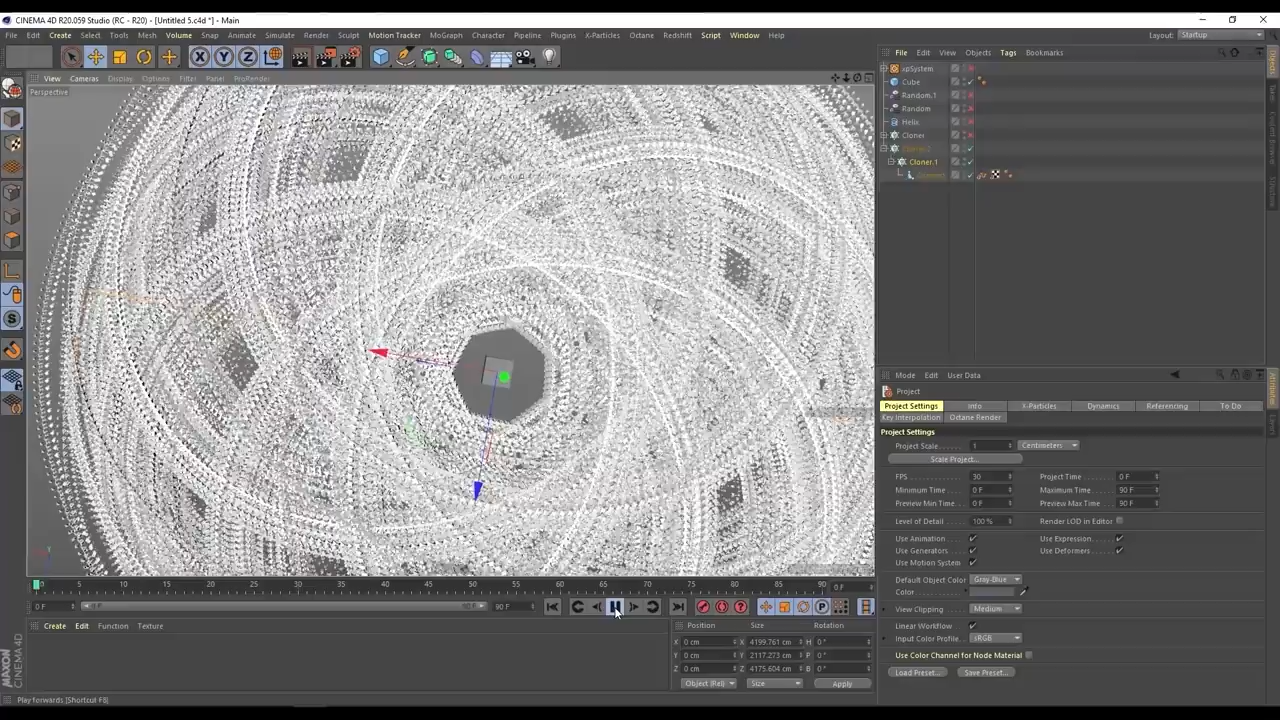 CINEMA 4D R20.059 Studio (RC - R20) - [Untitled 5.c4d *] - Main
File Edit Create Select Tools Mesh Volume Snap Animate Simulate Render Sculpt Motion Tracker MoGraph Character Pipeline Plugins X-Particles Octane Redshift Script Window Help
Layout: Startup
File Edit View Objects Tags Bookmarks
View Cameras Display Options Filter Panel ProRender
Perspective
xpSystem
Cube
Random.1
Random
Helix
Cloner
Cloner.1
Mode Edit User Data
Project
Project Settings Info X-Particles Dynamics Referencing To Do
Key Interpolation Octane Render
Project Settings
Project Scale 1 Centimeters
Scale Project...
FPS 30 Project Time 0 F
Minimum Time 0 F Maximum Time 90 F
Preview Min Time 0 F Preview Max Time 90 F
Level of Detail 100 % Render LOD in Editor
Use Animation Use Expression
Use Generators Use Deformers
Use Motion System
Default Object Color Gray-Blue
Color
View Clipping Medium
Linear Workflow
Input Color Profile sRGB
Use Color Channel for Node Material
Load Preset... Save Preset...
0 5 10 15 20 25 30 35 40 45 50 55 60 65 70 75 80 85 90 0 F
0 F 0 F 90 F 90 F
Create Edit Function Texture
Position Size Rotation
X 0 cm X 4199.761 cm H 0 °
Y 0 cm Y 2117.273 cm P 0 °
Z 0 cm Z 4175.604 cm B 0 °
Object (Rel) Size Apply
MAXON CINEMA 4D
Play forwards [Shortcut F8]